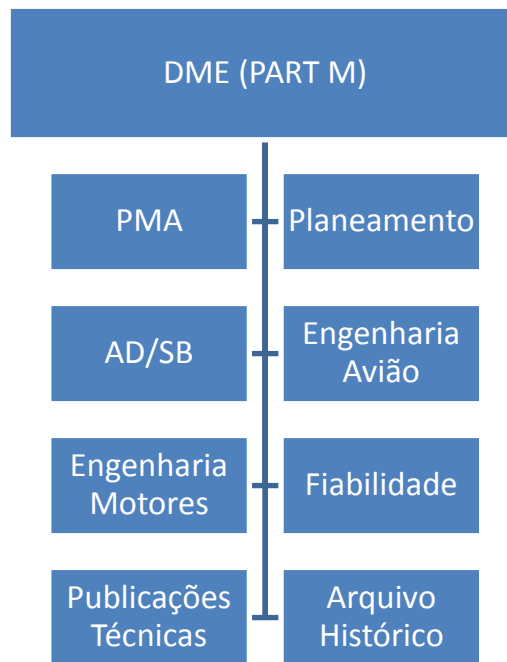 DME (PART M)
PMA
Planeamento
AD/SB
Engenharia
Avião
Engenharia
Motores
Fiabilidade
Publicações
Técnicas
Arquivo
Histórico